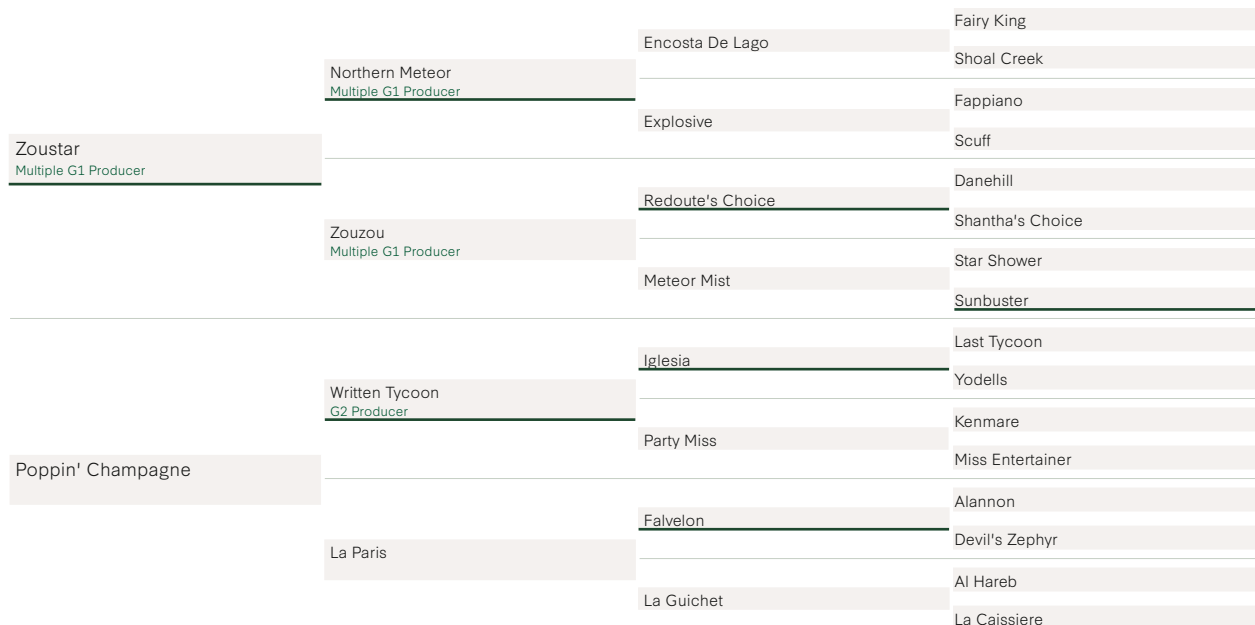 Zoustar
Multiple G1 Producer
Poppin' Champagne
Northern Meteor
Multiple G1 Producer
Zouzou
Multiple G1 Producer
Written Tycoon
G2 Producer
La Paris
Encosta De Lago
Explosive
Redoute's Choice
Meteor Mist
Iglesia
Party Miss
Falvelon
La Guichet
Fairy King
Shoal Creek
Fappiano
Scuff
Danehill
Shantha's Choice
Star Shower
Sunbuster
Last Tycoon
Yodells
Kenmare
Miss Entertainer
Alannon
Devil's Zephyr
Al Hareb
La Caissiere